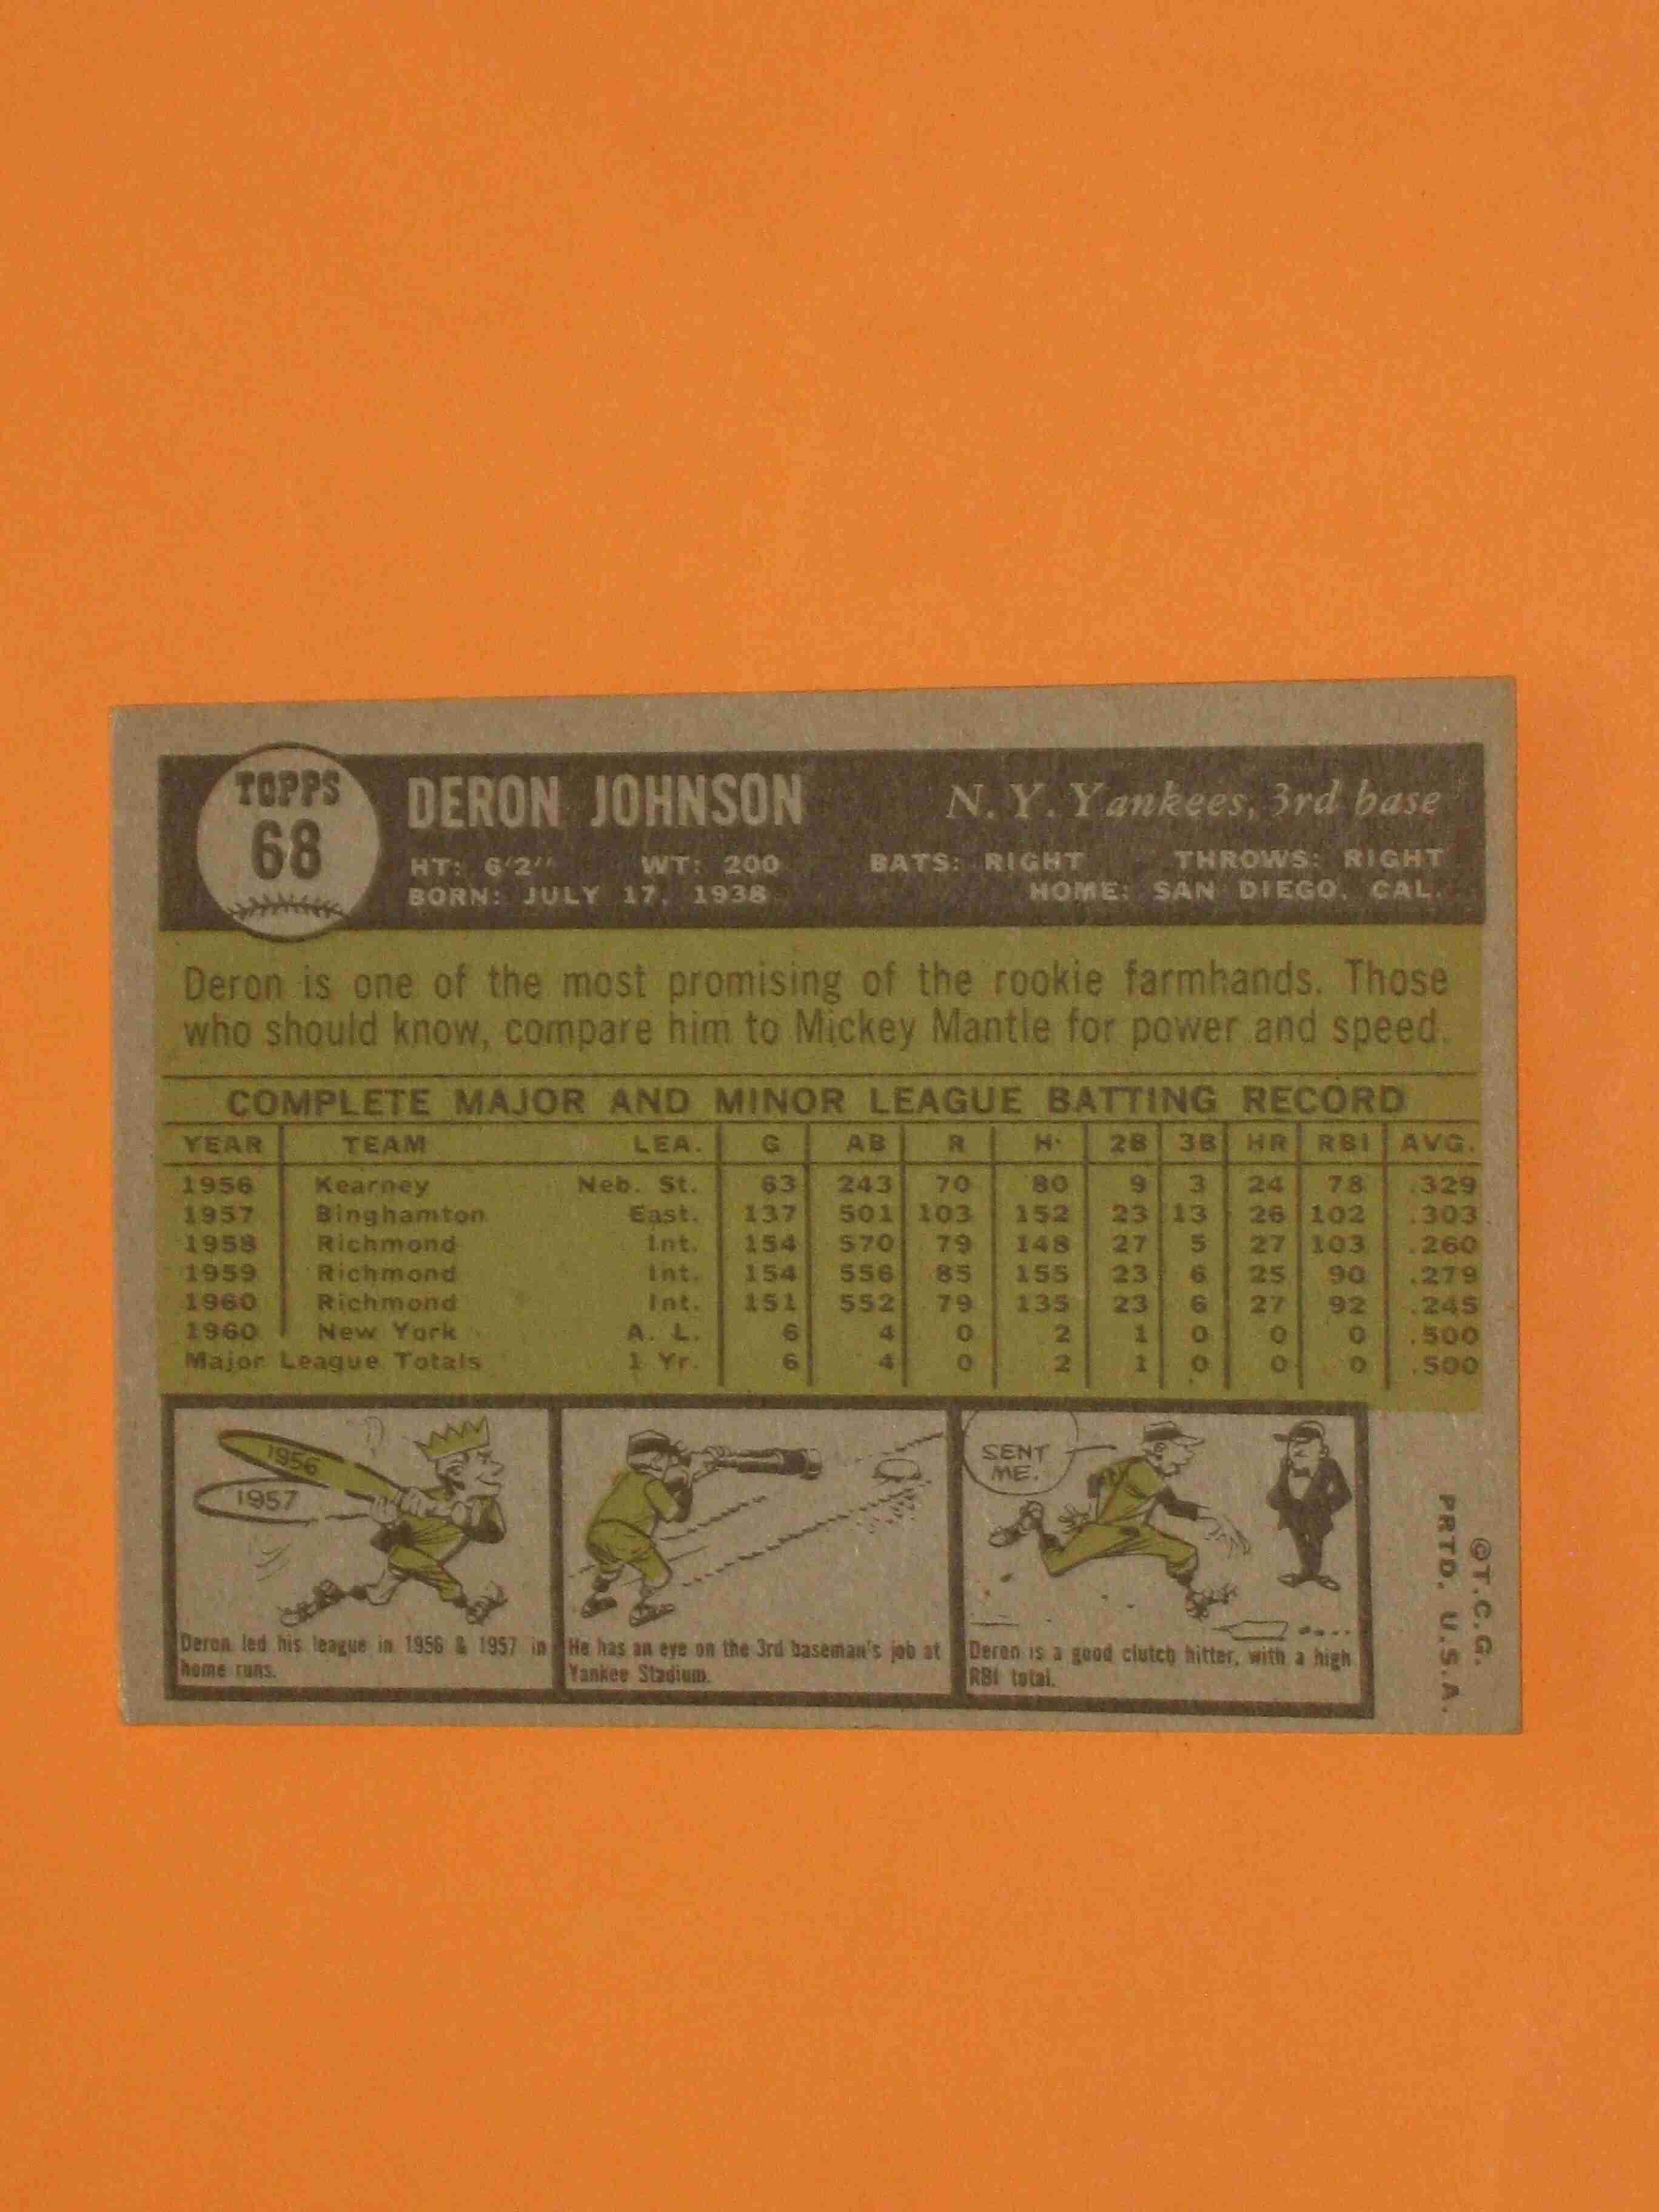 TOPPS
68
DERON JOHNSON
N. Y. Yankees, 3rd base
HT: 6'2" WT: 200 BATS: RIGHT THROWS: RIGHT
BORN: JULY 17, 1938 HOME: SAN DIEGO, CAL.
Deron is one of the most promising of the rookie farmhands. Those
who should know, compare him to Mickey Mantle for power and speed.
COMPLETE MAJOR AND MINOR LEAGUE BATTING RECORD
YEAR TEAM LEA. G AB R H 2B 3B HR RBI AVG.
1956 Kearney Neb. St. 63 243 70 80 9 3 24 78 .329
1957 Binghamton East. 137 501 103 152 23 13 26 102 .303
1958 Richmond Int. 154 570 79 148 27 5 27 103 .260
1959 Richmond Int. 154 556 85 155 23 6 25 90 .279
1960 Richmond Int. 151 552 79 135 23 6 27 92 .245
1960 New York A. L. 6 4 0 2 1 0 0 0 .500
Major League Totals 1 Yr. 6 4 0 2 1 0 0 0 .500
1956
1957
Deron led his league in 1956 & 1957 in
home runs.
He has an eye on the 3rd baseman's job at
Yankee Stadium.
SENT
ME.
Deron is a good clutch hitter, with a high
RBI total.
©T.C.G.
PRTD. U.S.A.